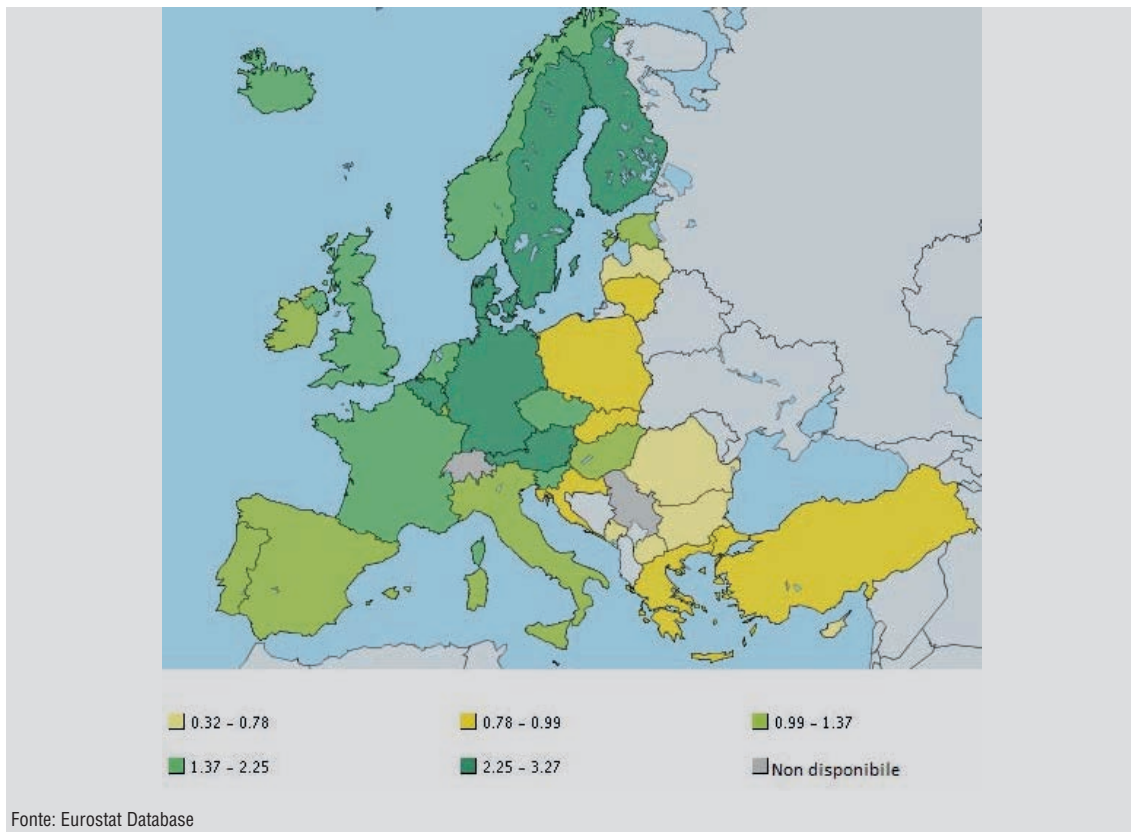 0.32 - 0.78 0.78 - 0.99 0.99 - 1.37
1.37 - 2.25 2.25 - 3.27 Non disponibile
Fonte: Eurostat Database